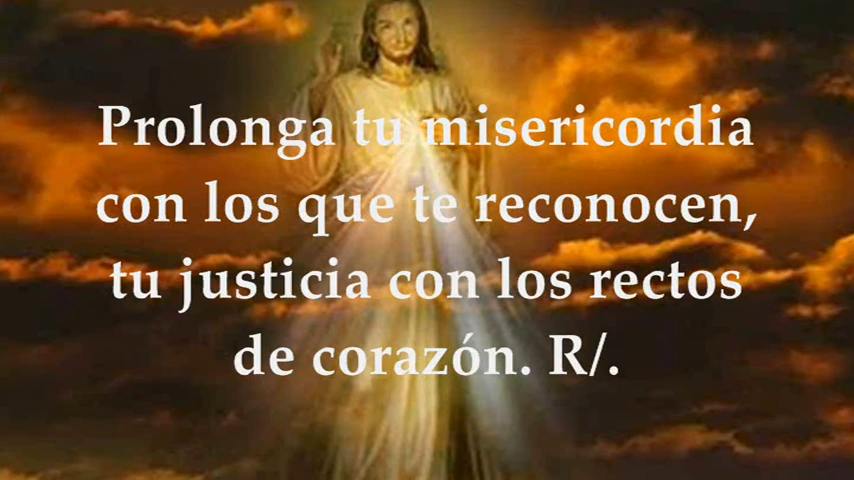 Prolonga tu misericordia
con los que te reconocen,
tu justicia con los rectos
de corazón. R/.